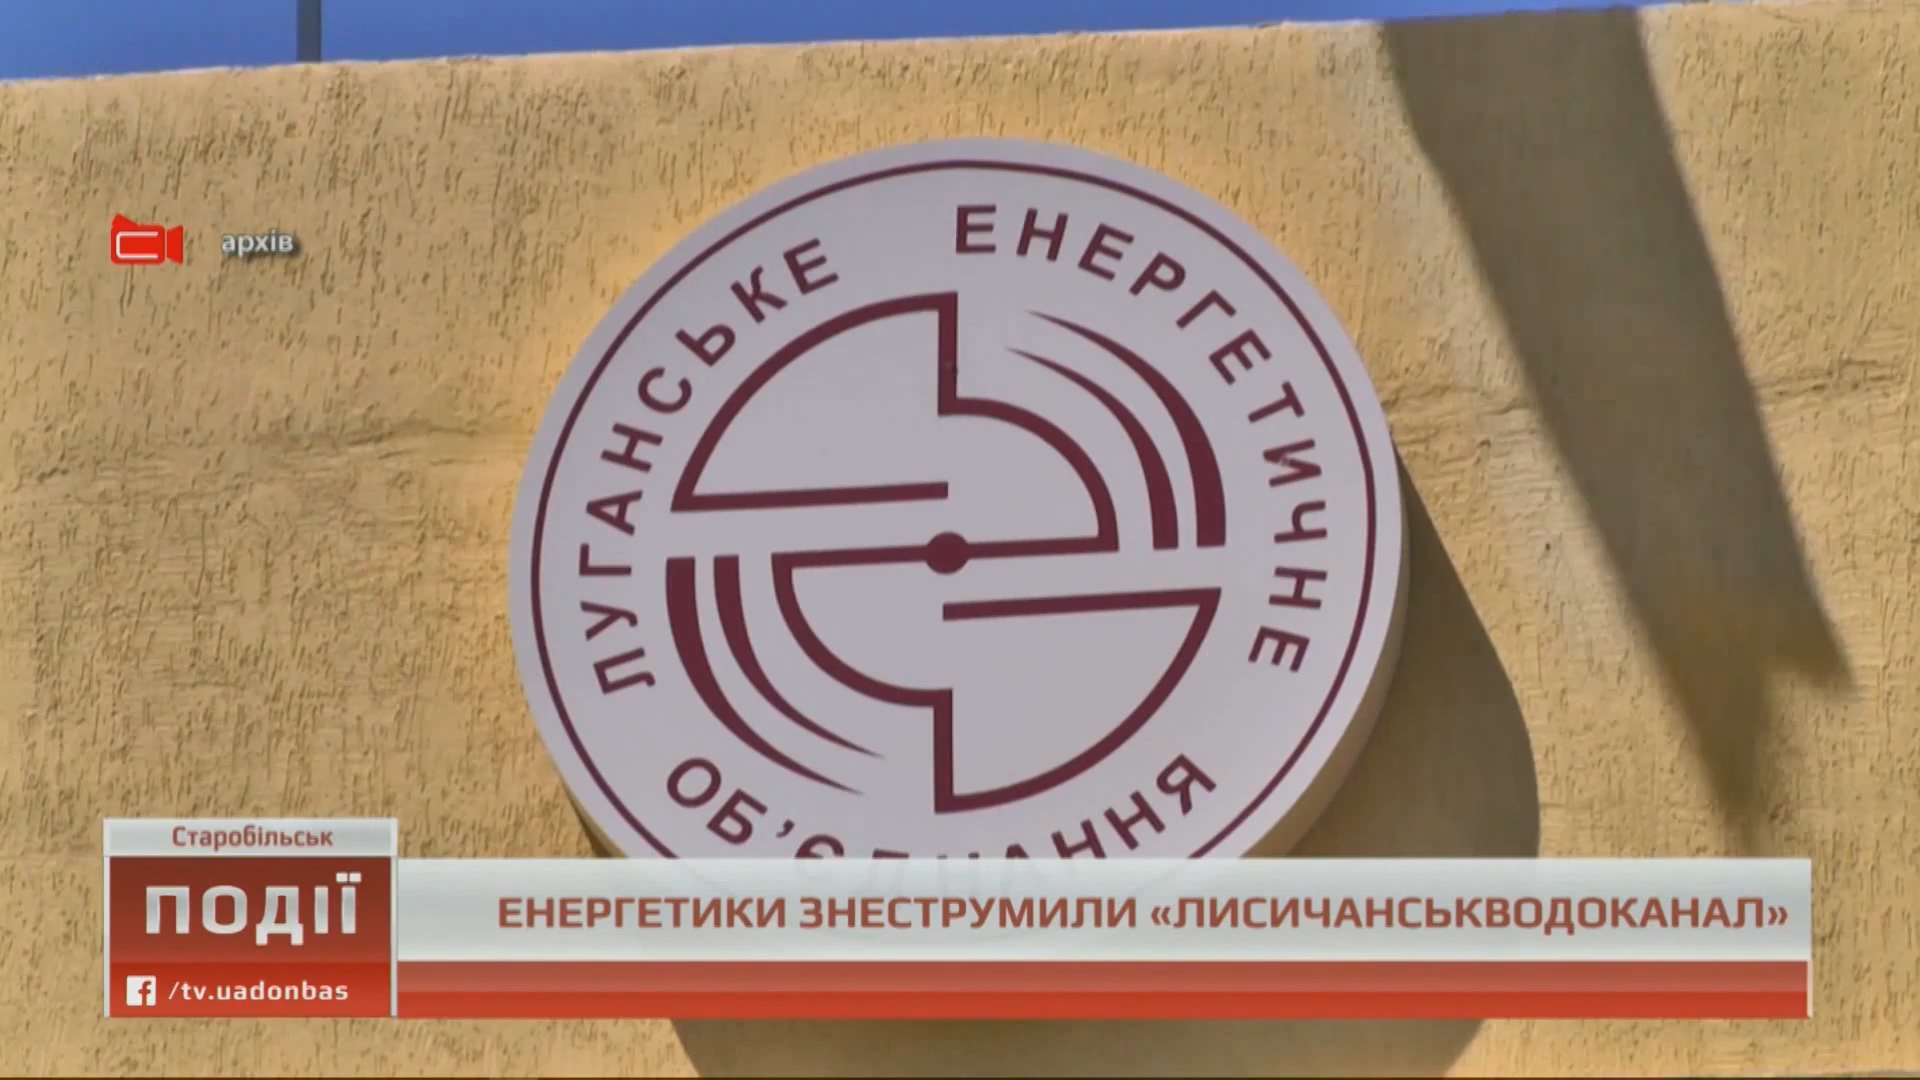 архів
ЛУГАНСЬКЕ ЕНЕРГЕТИЧНЕ
ОБ'ЄДНАННЯ
Старобільськ
ПОДІЇ
ЕНЕРГЕТИКИ ЗНЕСТРУМИЛИ «ЛИСИЧАНСЬКВОДОКАНАЛ»
/tv.uadonbas